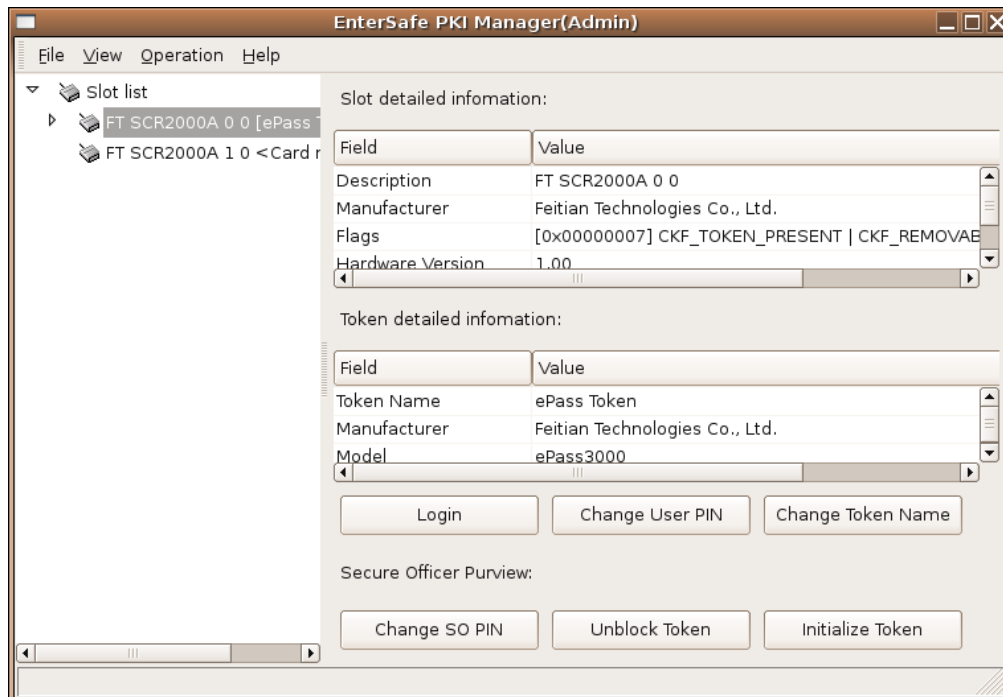 EnterSafe PKI Manager(Admin)
File View Operation Help
Slot list
FT SCR2000A 0 0 [ePass
FT SCR2000A 1 0 <Card
Slot detailed infomation:
Field Value
Description FT SCR2000A 0 0
Manufacturer Feitian Technologies Co., Ltd.
Flags [0x00000007] CKF_TOKEN_PRESENT | CKF_REMOVAB
Hardware Version 1.00
Token detailed infomation:
Field Value
Token Name ePass Token
Manufacturer Feitian Technologies Co., Ltd.
Model ePass3000
Login Change User PIN Change Token Name
Secure Officer Purview:
Change SO PIN Unblock Token Initialize Token